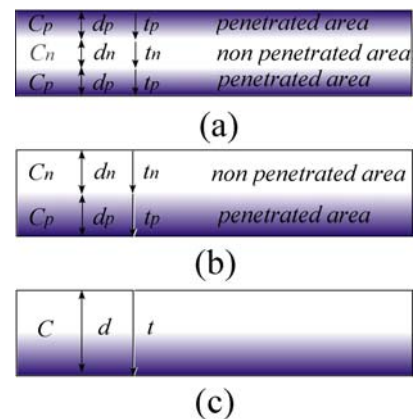 Cp dp tp penetrated area
Cn dn tn non penetrated area
Cp dp tp penetrated area
(a)
Cn dn tn non penetrated area
Cp dp tp penetrated area
(b)
C d t
(c)